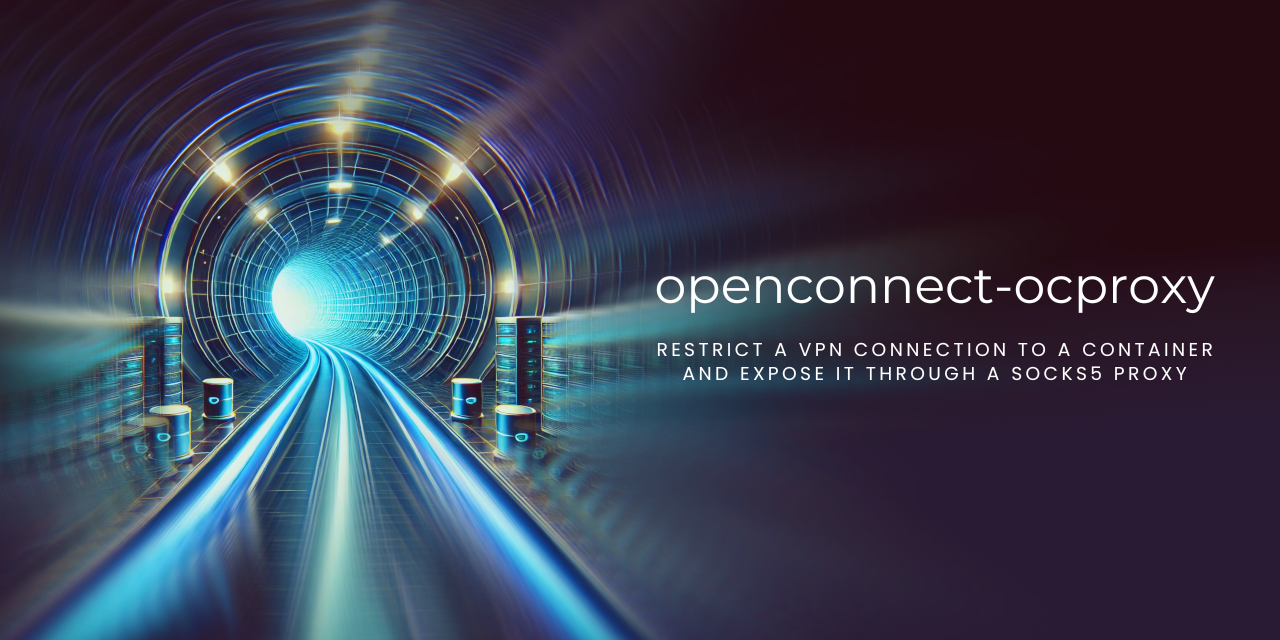 openconnect-ocproxy
RESTRICT A VPN CONNECTION TO A CONTAINER
AND EXPOSE IT THROUGH A SOCKS5 PROXY